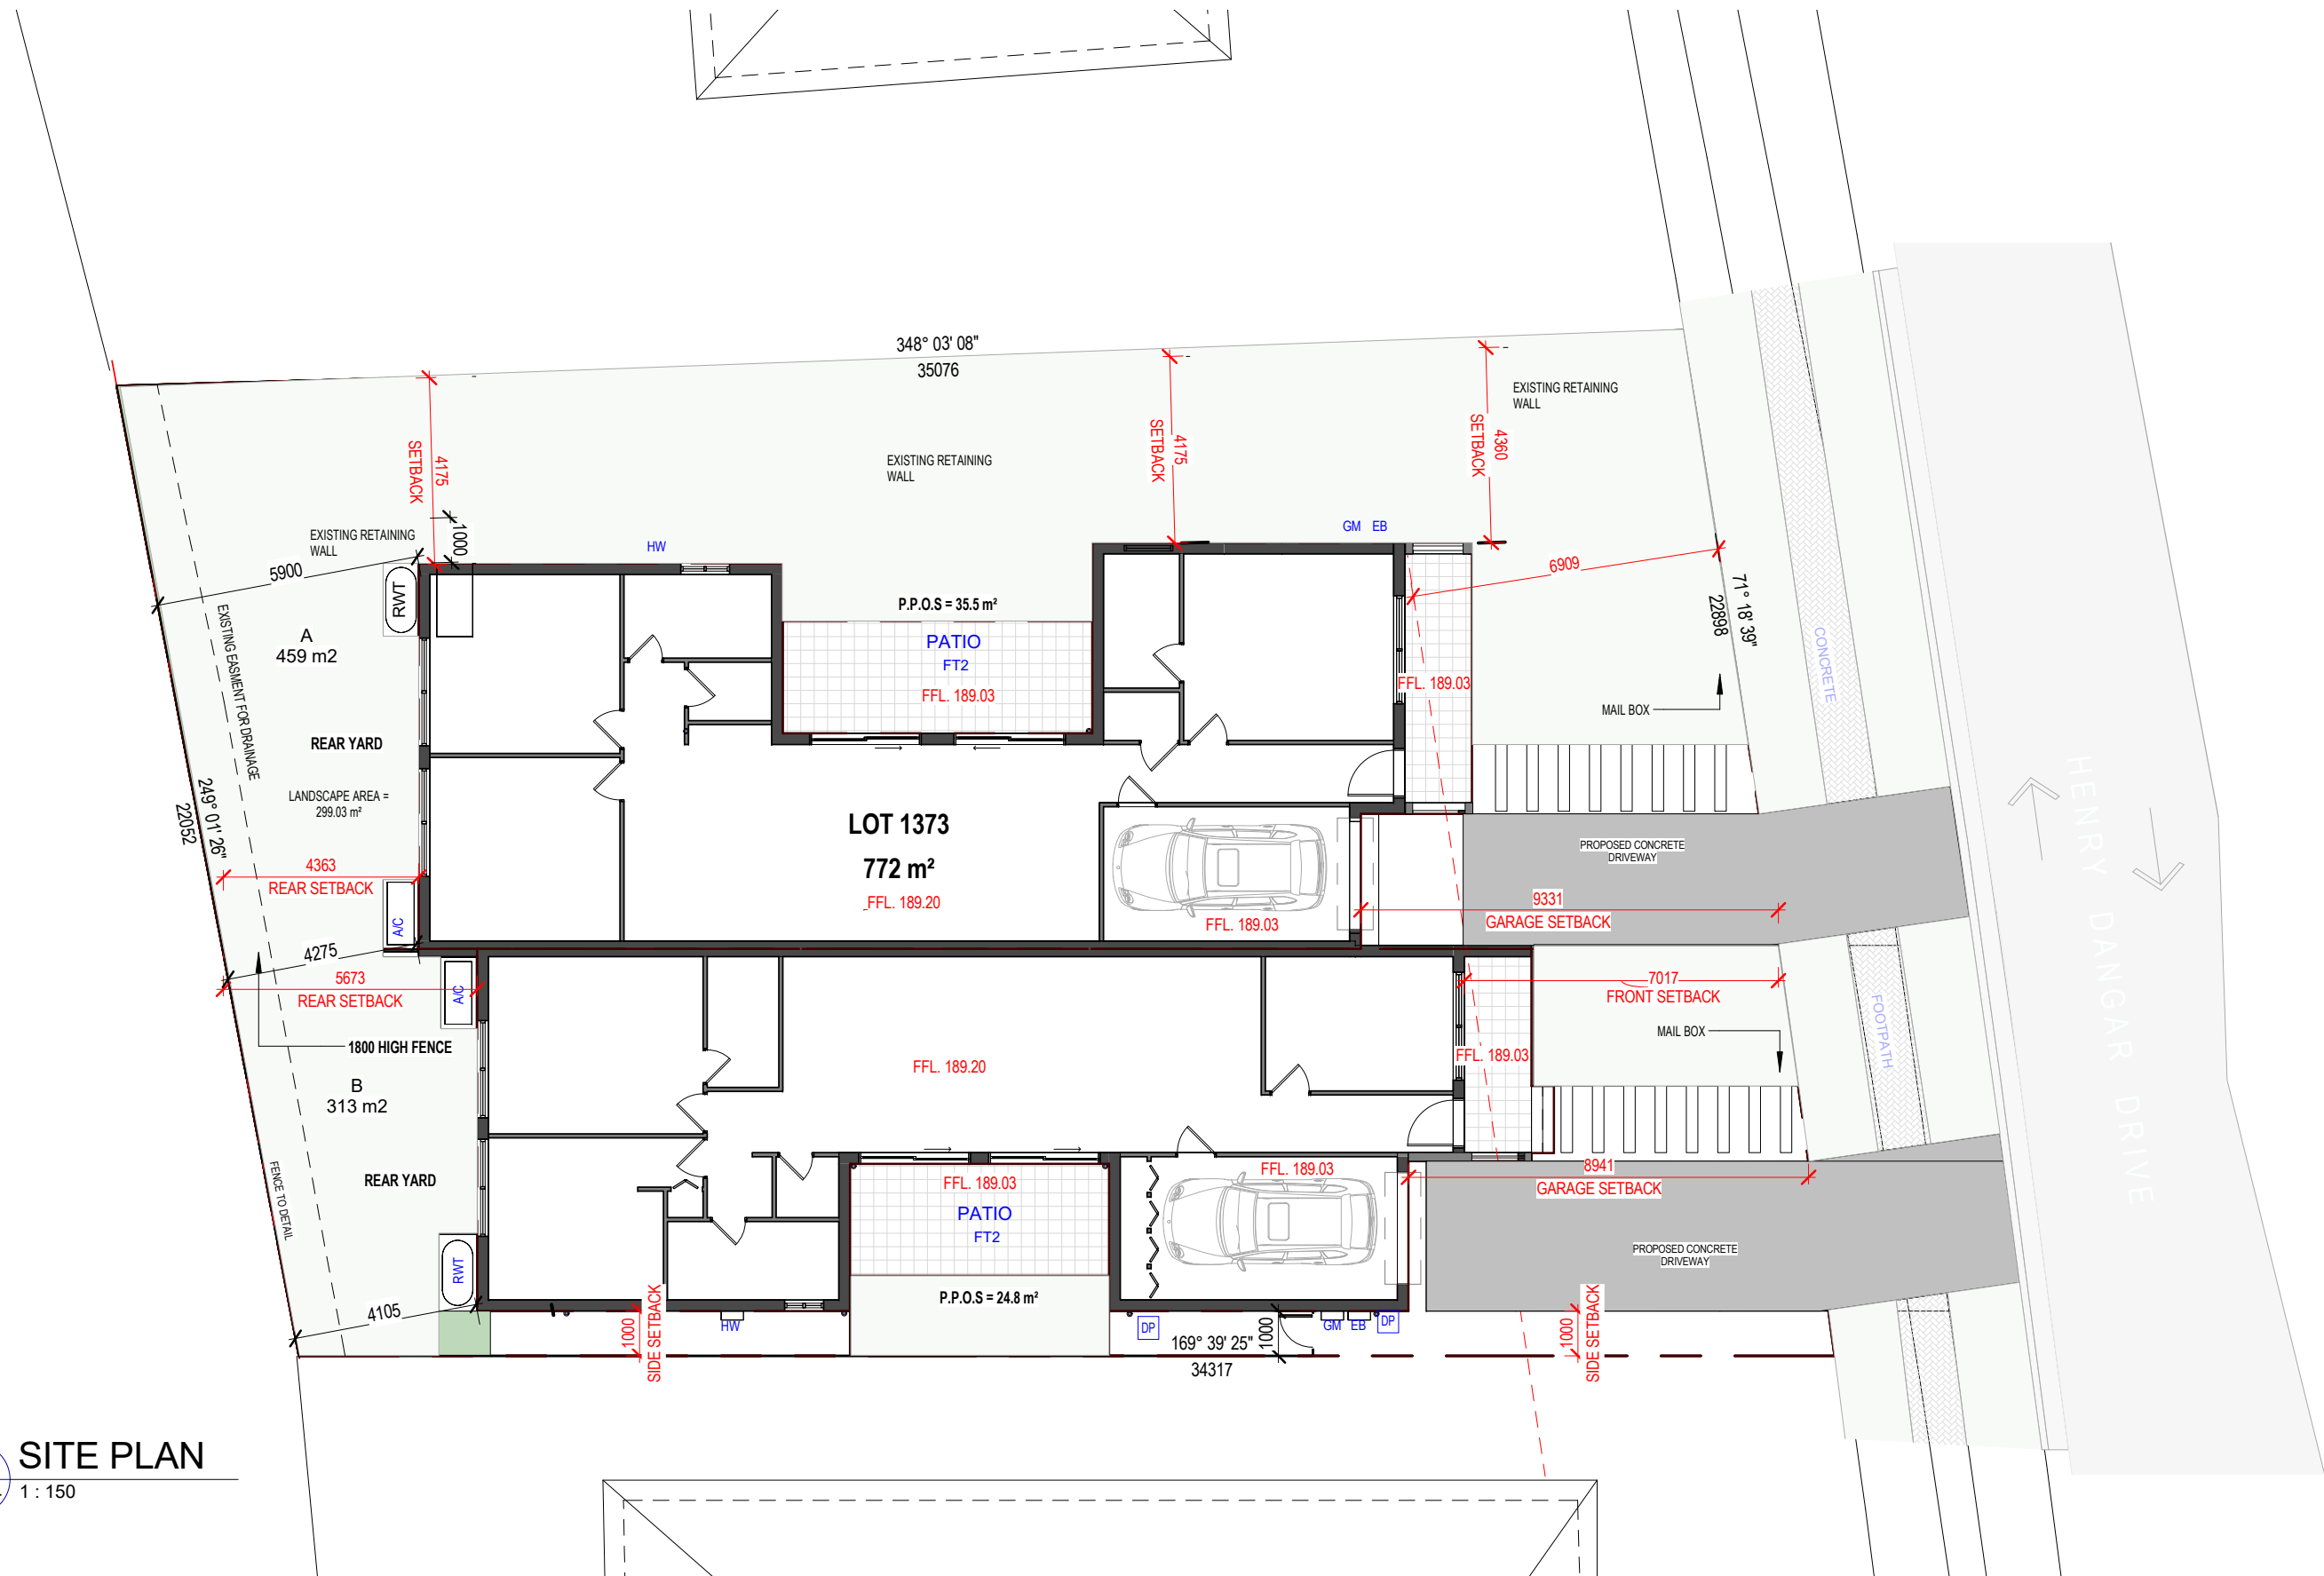 348° 03' 08"
35076
EXISTING RETAINING
WALL
4175
SETBACK
4175
SETBACK
4360
SETBACK
EXISTING RETAINING
WALL
EXISTING RETAINING
WALL
1000
HW
GM EB
5900
RWT
6909
71° 18' 39"
22898
CONCRETE
P.P.O.S = 35.5 m²
PATIO
FT2
FFL. 189.03
FFL. 189.03
A
459 m2
EXISTING EASMENT FOR DRAINAGE
MAIL BOX
REAR YARD
LANDSCAPE AREA =
299.03 m²
249° 01' 26"
22052
LOT 1373
772 m²
FFL. 189.20
FFL. 189.03
PROPOSED CONCRETE
DRIVEWAY
4363
REAR SETBACK
A/C
9331
GARAGE SETBACK
HENRY DANGAR DRIVE
4275
5673
REAR SETBACK
A/C
7017
FRONT SETBACK
FOOTPATH
MAIL BOX
1800 HIGH FENCE
FFL. 189.20
FFL. 189.03
B
313 m2
FENCE TO DETAIL
REAR YARD
FFL. 189.03
PATIO
FT2
FFL. 189.03
8941
GARAGE SETBACK
RWT
PROPOSED CONCRETE
DRIVEWAY
4105
P.P.O.S = 24.8 m²
1000
SIDE SETBACK
HW
DP
169° 39' 25"
34317
1000
GM EB
DP
1000
SIDE SETBACK
SITE PLAN
1 : 150